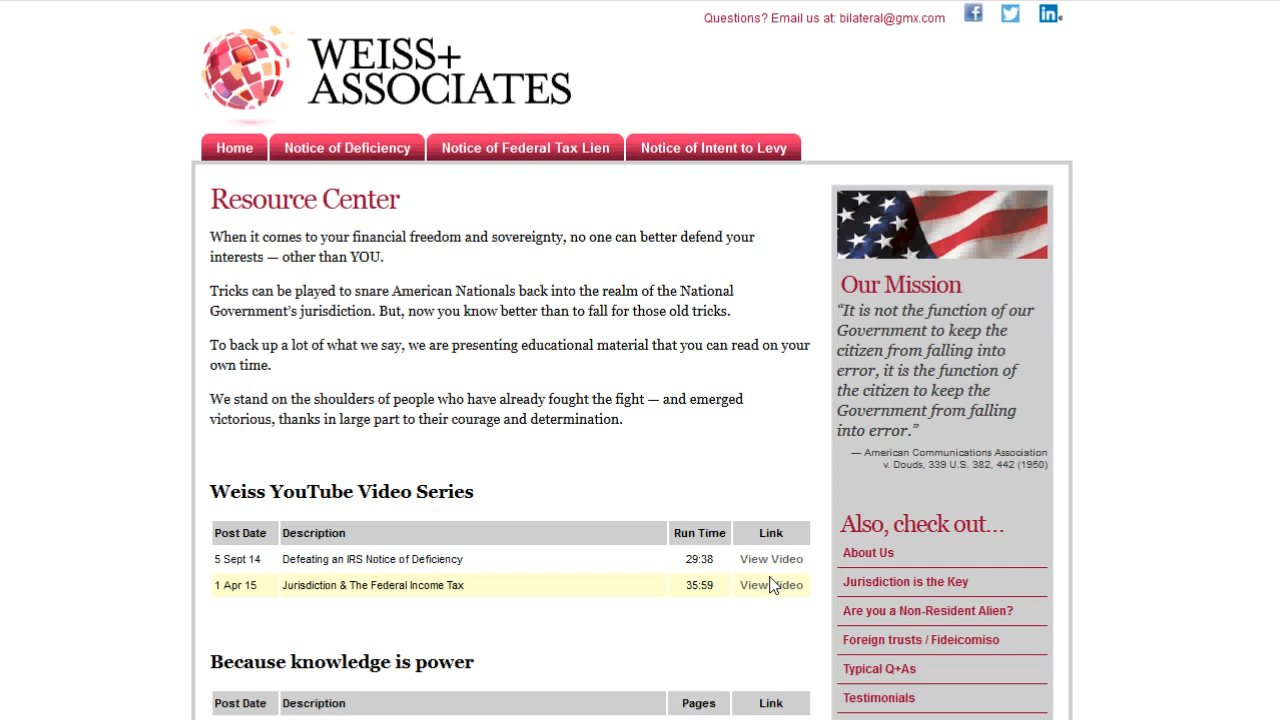 Questions? Email us at: bilateral@gmx.com
WEISS+
ASSOCIATES
Home
Notice of Deficiency
Notice of Federal Tax Lien
Notice of Intent to Levy
Resource Center
When it comes to your financial freedom and sovereignty, no one can better defend your
interests — other than YOU.
Tricks can be played to snare American Nationals back into the realm of the National
Government's jurisdiction. But, now you know better than to fall for those old tricks.
To back up a lot of what we say, we are presenting educational material that you can read on your
own time.
We stand on the shoulders of people who have already fought the fight — and emerged
victorious, thanks in large part to their courage and determination.
Weiss YouTube Video Series
Post Date Description Run Time Link
5 Sept 14 Defeating an IRS Notice of Deficiency 29:38 View Video
1 Apr 15 Jurisdiction & The Federal Income Tax 35:59 View Video
Because knowledge is power
Post Date Description Pages Link
Our Mission
“It is not the function of our
Government to keep the
citizen from falling into
error, it is the function of
the citizen to keep the
Government from falling
into error.”
— American Communications Association
v. Douds, 339 U.S. 382, 442 (1950)
Also, check out…
About Us
Jurisdiction is the Key
Are you a Non-Resident Alien?
Foreign trusts / Fideicomiso
Typical Q+As
Testimonials